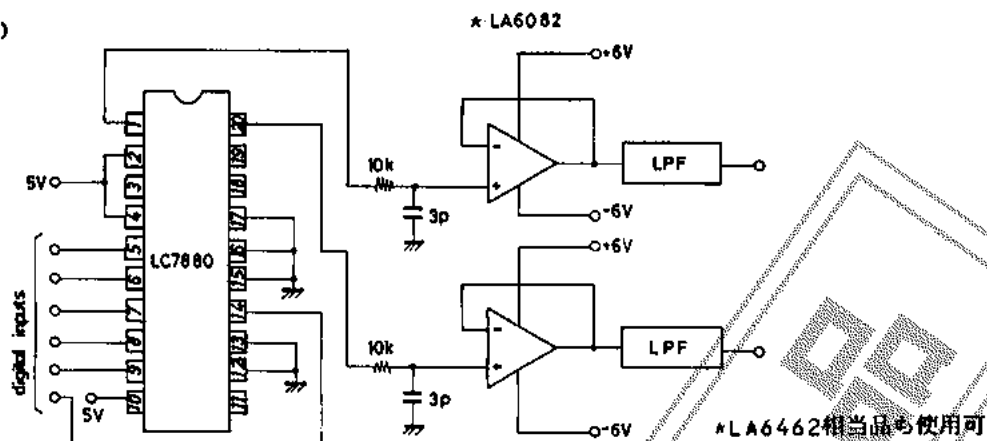 )
* LA6082
+6V
1
20
2
19
10k
LPF
5V
3
18
4
17
3p
-6V
5
16
+6V
LC7880
6
15
7
14
digital inputs
8
13
10k
LPF
9
12
5V
10
11
3p
-6V
*LA6462相当品も使用可